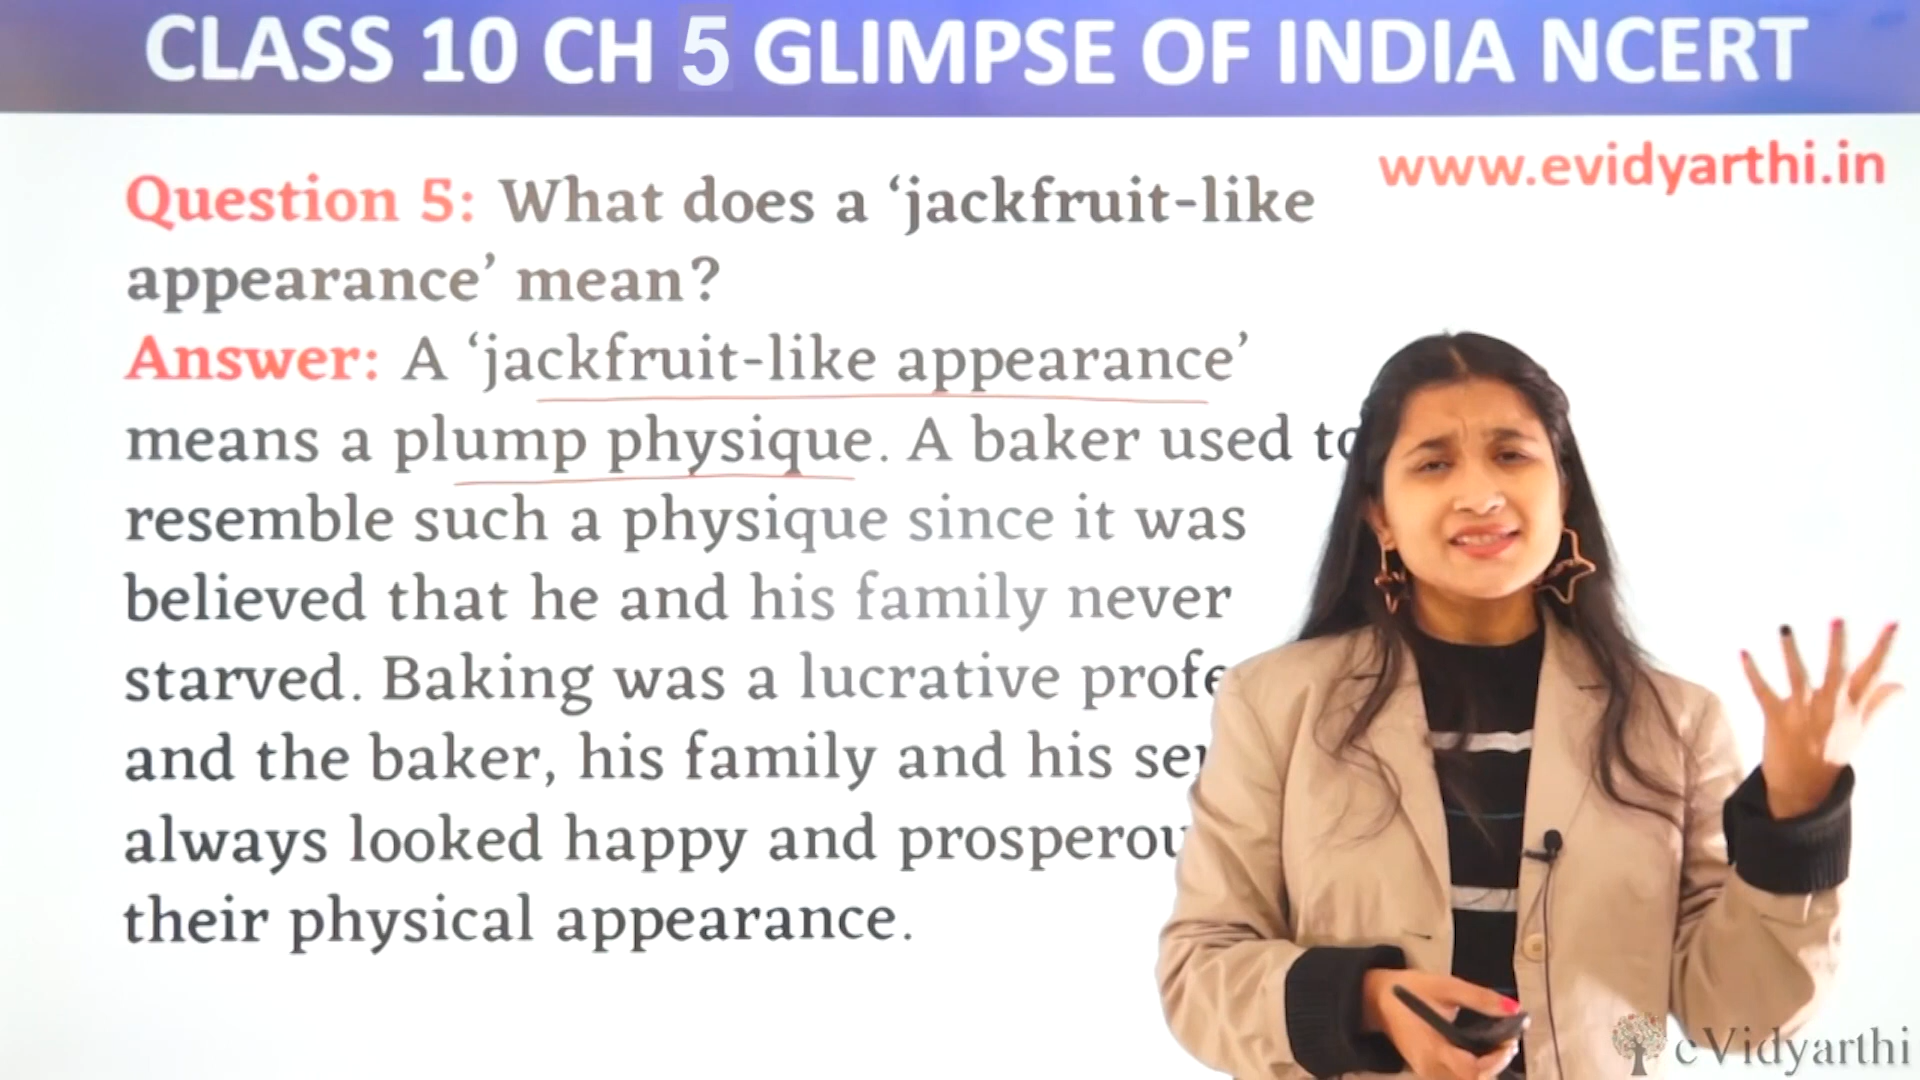 CLASS 10 CH 5 GLIMPSE OF INDIA NCERT
www.evidyarthi.in
Question 5: What does a ‘jackfruit-like
appearance’ mean?
Answer: A ‘jackfruit-like appearance’
means a plump physique. A baker used to
resemble such a physique since it was
believed that he and his family never
starved. Baking was a lucrative
and the baker, his family and his
always looked happy and
their physical appearance.
eVidyarthi